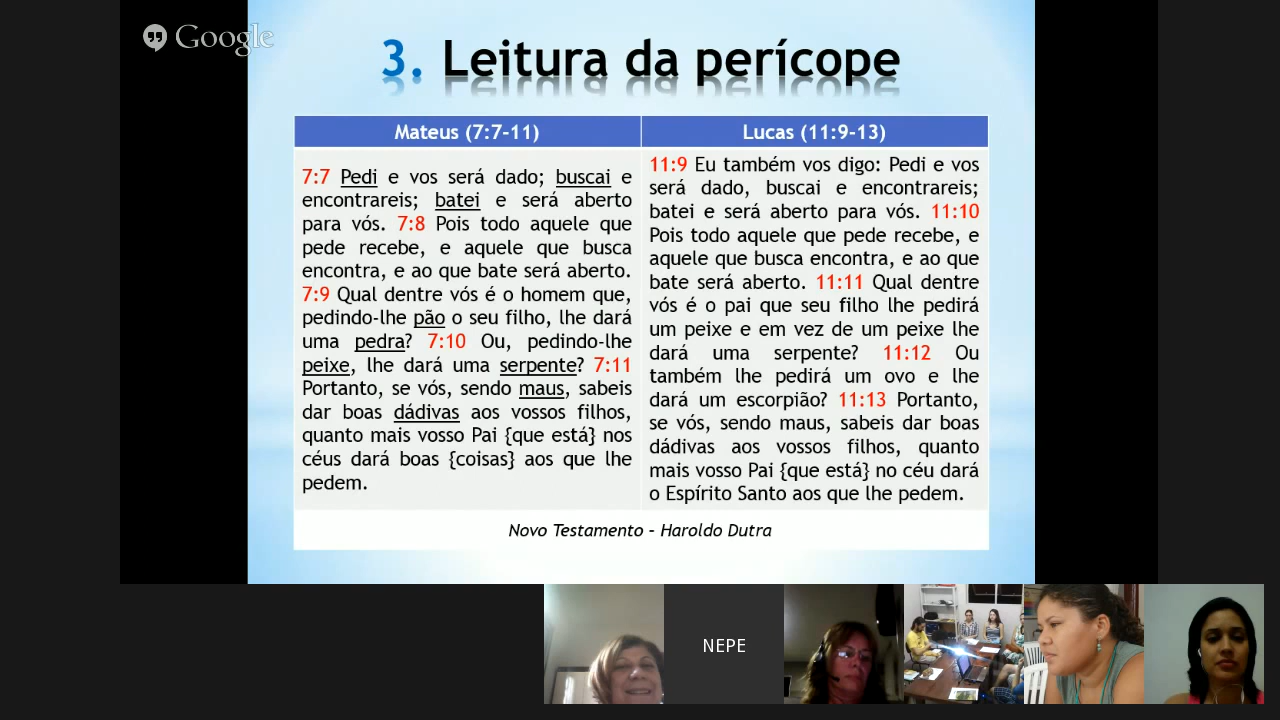 Google
3. Leitura da perícope
Mateus (7:7-11)
7:7 Pedi e vos será dado; buscai e
encontrareis; batei e será aberto
para vós. 7:8 Pois todo aquele que
pede recebe, e aquele que busca
encontra, e ao que bate será aberto.
7:9 Qual dentre vós é o homem que,
pedindo-lhe pão o seu filho, lhe dará
uma pedra? 7:10 Ou, pedindo-lhe
peixe, lhe dará uma serpente? 7:11
Portanto, se vós, sendo maus, sabeis
dar boas dádivas aos vossos filhos,
quanto mais vosso Pai {que está} nos
céus dará boas {coisas} aos que lhe
pedem.
Lucas (11:9-13)
11:9 Eu também vos digo: Pedi e vos
será dado, buscai e encontrareis;
batei e será aberto para vós. 11:10
Pois todo aquele que pede recebe, e
aquele que busca encontra, e ao que
bate será aberto. 11:11 Qual dentre
vós é o pai que seu filho lhe pedirá
um peixe e em vez de um peixe lhe
dará uma serpente? 11:12 Ou
também lhe pedirá um ovo e lhe
dará um escorpião? 11:13 Portanto,
se vós, sendo maus, sabeis dar boas
dádivas aos vossos filhos, quanto
mais vosso Pai {que está} no céu dará
o Espírito Santo aos que lhe pedem.
Novo Testamento – Haroldo Dutra
NEPE